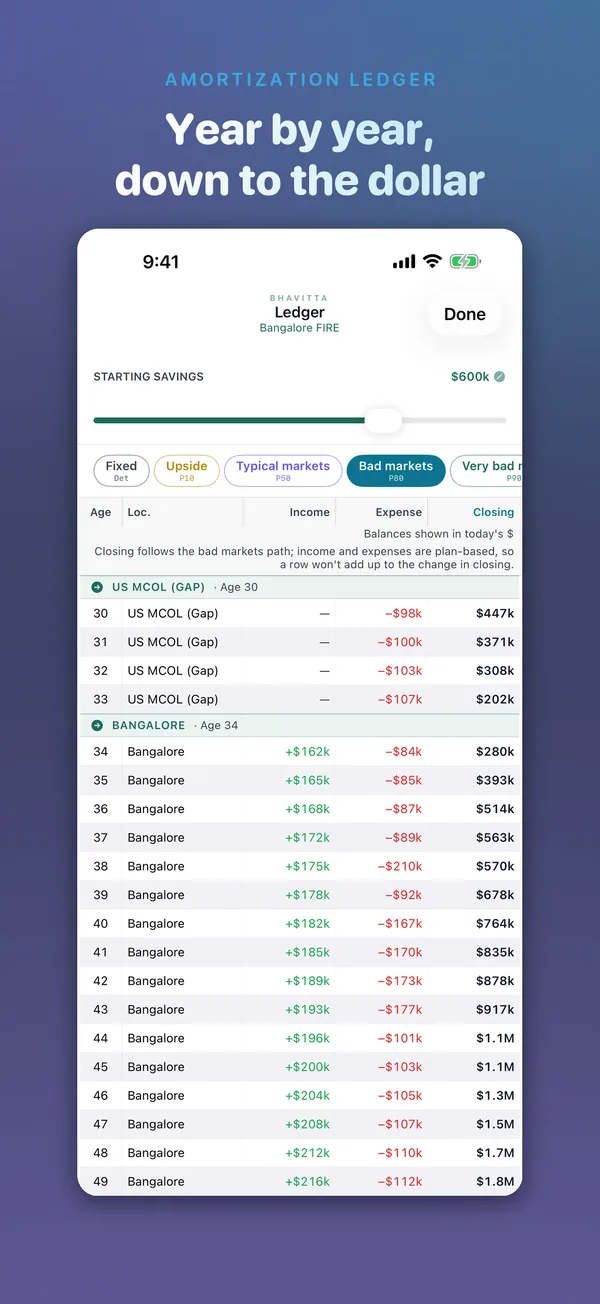 AMORTIZATION LEDGER
Year by year,
down to the dollar
9:41
BHAVITTA
Ledger
Bangalore FIRE
Done
STARTING SAVINGS $600k
Fixed Upside Typical markets Bad markets Very bad r
Det P10 P50 P80 P90
Age Loc. Income Expense Closing
Balances shown in today's $
Closing follows the bad markets path; income and expenses are plan-based, so
a row won't add up to the change in closing.
US MCOL (GAP) · Age 30
30 US MCOL (Gap) — −$98k $447k
31 US MCOL (Gap) — −$100k $371k
32 US MCOL (Gap) — −$103k $308k
33 US MCOL (Gap) — −$107k $202k
BANGALORE · Age 34
34 Bangalore +$162k −$84k $280k
35 Bangalore +$165k −$85k $393k
36 Bangalore +$168k −$87k $514k
37 Bangalore +$172k −$89k $563k
38 Bangalore +$175k −$210k $570k
39 Bangalore +$178k −$92k $678k
40 Bangalore +$182k −$167k $764k
41 Bangalore +$185k −$170k $835k
42 Bangalore +$189k −$173k $878k
43 Bangalore +$193k −$177k $917k
44 Bangalore +$196k −$101k $1.1M
45 Bangalore +$200k −$103k $1.1M
46 Bangalore +$204k −$105k $1.3M
47 Bangalore +$208k −$107k $1.5M
48 Bangalore +$212k −$110k $1.7M
49 Bangalore +$216k −$112k $1.8M